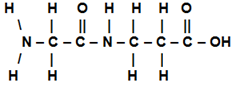 H H O H H H O
N – C – C – N – C – C – C – OH
H H H H